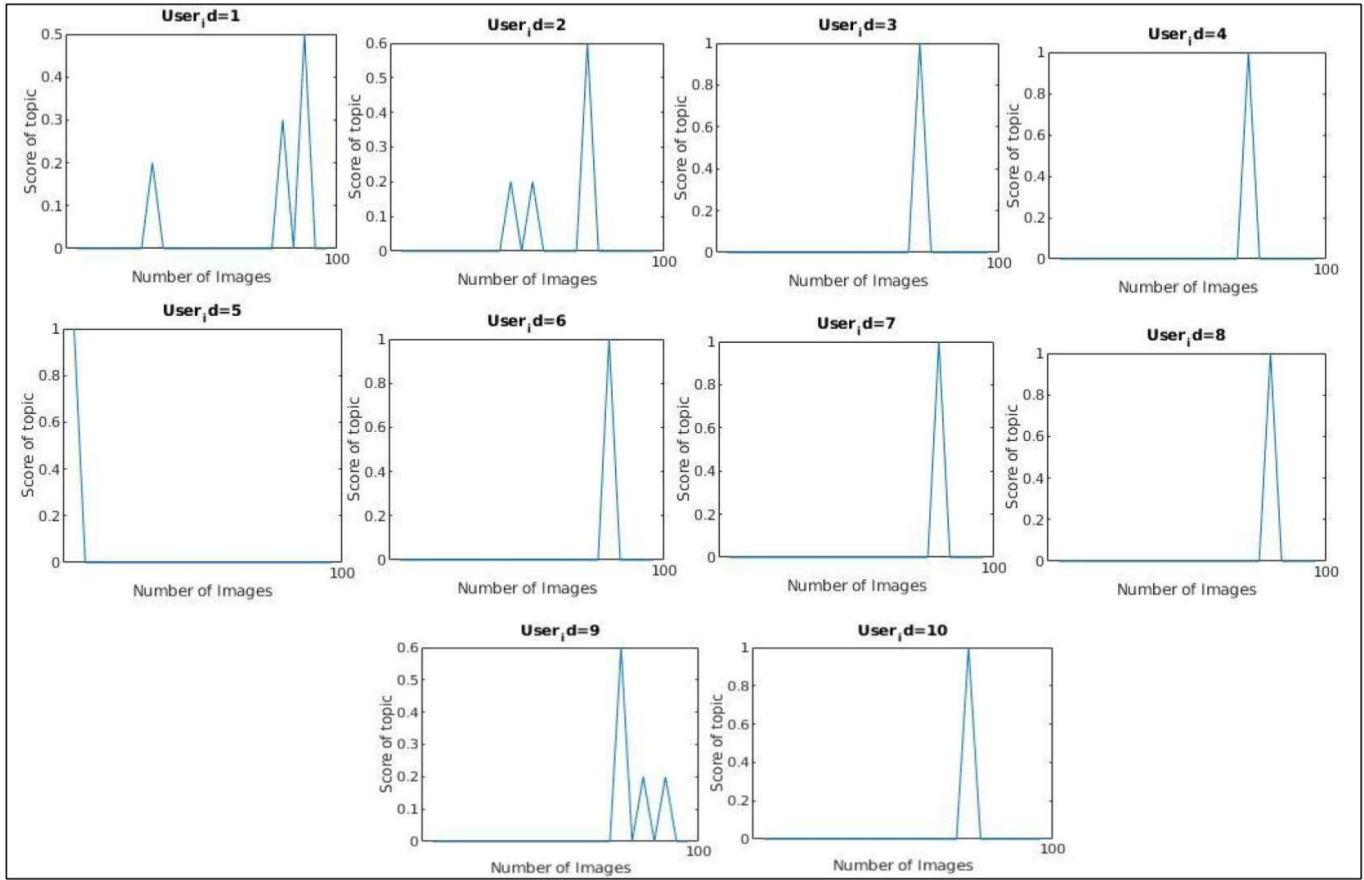 User_id=1
0.5
0.4
0.3
0.2
0.1
0
Score of topic
Number of Images
100
User_id=2
0.6
0.5
0.4
0.3
0.2
0.1
0
Score of topic
Number of Images
100
User_id=3
1
0.8
0.6
0.4
0.2
0
Score of topic
Number of Images
100
User_id=4
1
0.8
0.6
0.4
0.2
0
Score of topic
Number of Images
100
User_id=5
1
0.8
0.6
0.4
0.2
0
Score of topic
Number of Images
100
User_id=6
1
0.8
0.6
0.4
0.2
0
Score of topic
Number of Images
100
User_id=7
1
0.8
0.6
0.4
0.2
0
Score of topic
Number of Images
100
User_id=8
1
0.8
0.6
0.4
0.2
0
Score of topic
Number of Images
100
User_id=9
0.6
0.5
0.4
0.3
0.2
0.1
0
Score of topic
Number of Images
100
User_id=10
1
0.8
0.6
0.4
0.2
0
Score of topic
Number of Images
100